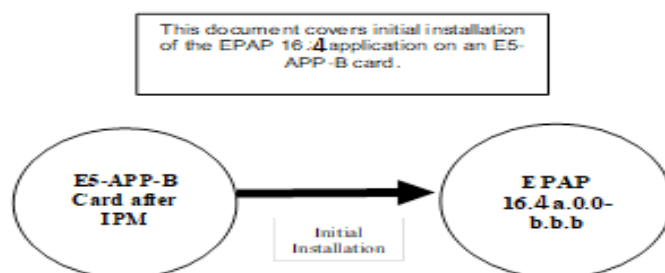 This document covers initial installation
of the EPAP 16.4 application on an E5-
APP-B card.
E5-APP-B
Card after
IPM
Initial
Installation
EPAP
16.4 a.0.0-
b.b.b